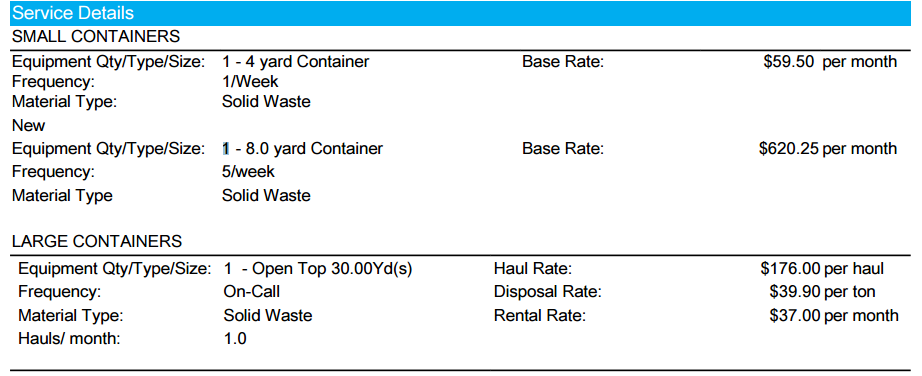 Service Details
SMALL CONTAINERS
Equipment Qty/Type/Size: 1 - 4 yard Container Base Rate: $59.50 per month
Frequency: 1/Week
Material Type: Solid Waste
New
Equipment Qty/Type/Size: 1 - 8.0 yard Container Base Rate: $620.25 per month
Frequency: 5/week
Material Type Solid Waste
LARGE CONTAINERS
Equipment Qty/Type/Size: 1 - Open Top 30.00Yd(s) Haul Rate: $176.00 per haul
Frequency: On-Call Disposal Rate: $39.90 per ton
Material Type: Solid Waste Rental Rate: $37.00 per month
Hauls/ month: 1.0